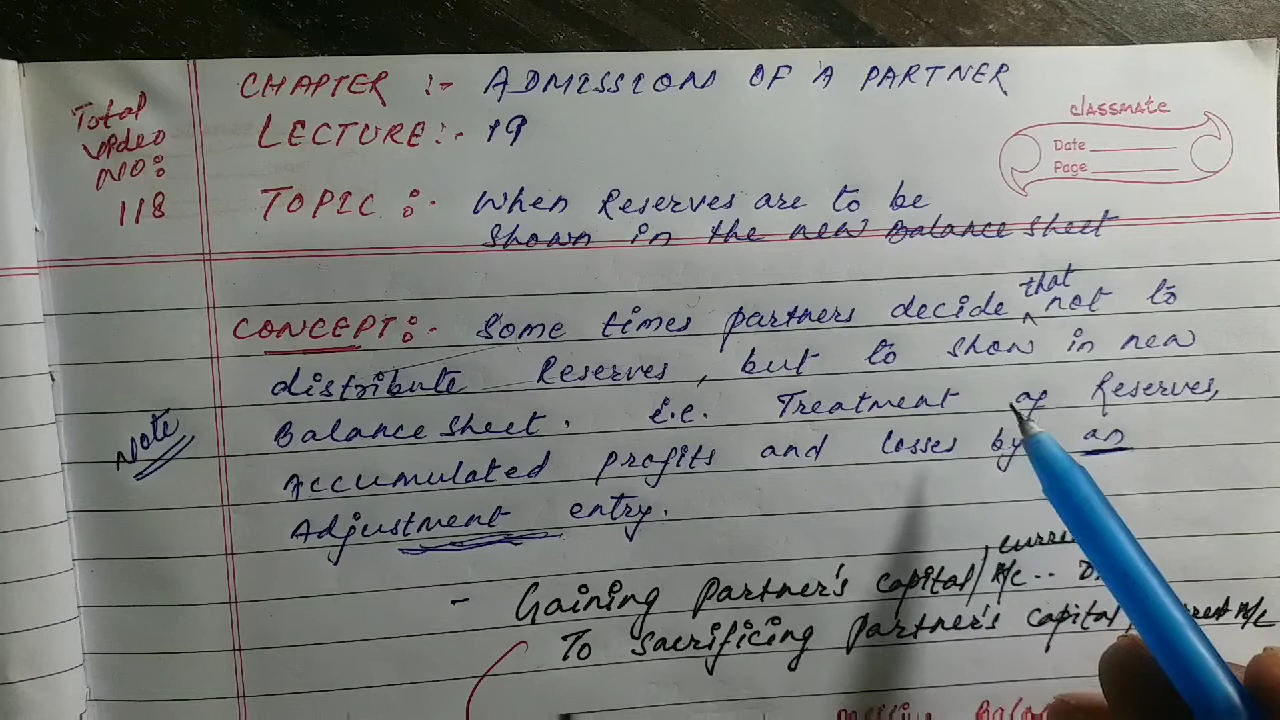 CHAPTER :- ADMISSION OF A PARTNER
Total
video
NO:
118
LECTURE:- 19
classmate
Date
Page
TOPIC :- When Reserves are to be
shown in the new Balance sheet
CONCEPT:- Some times partners decide that not to
distribute Reserves, but to show in new
Balance sheet. i.e. Treatment of Reserves,
Note
Accumulated profits and losses by an
Adjustment entry.
- Gaining Partner's capital/ A/c..
To Sacrificing Partner's capital A/c